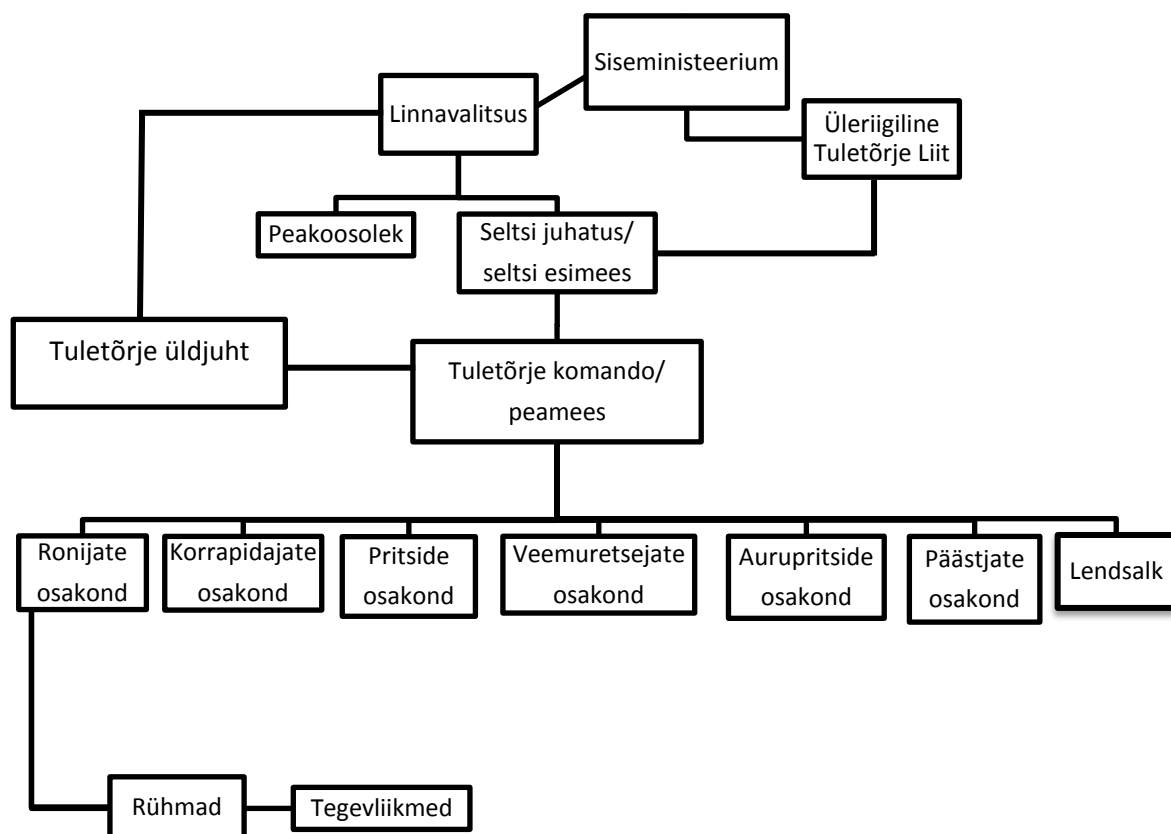 Siseministeerium
Linnavalitsus
Üleriigiline
Tuletõrje Liit
Peakoosolek
Seltsi juhatus/
seltsi esimees
Tuletõrje üldjuht
Tuletõrje komando/
peamees
Ronijate
osakond
Korrapidajate
osakond
Pritside
osakond
Veemuretsejate
osakond
Aurupritside
osakond
Päästjate
osakond
Lendsalk
Rühmad
Tegevliikmed